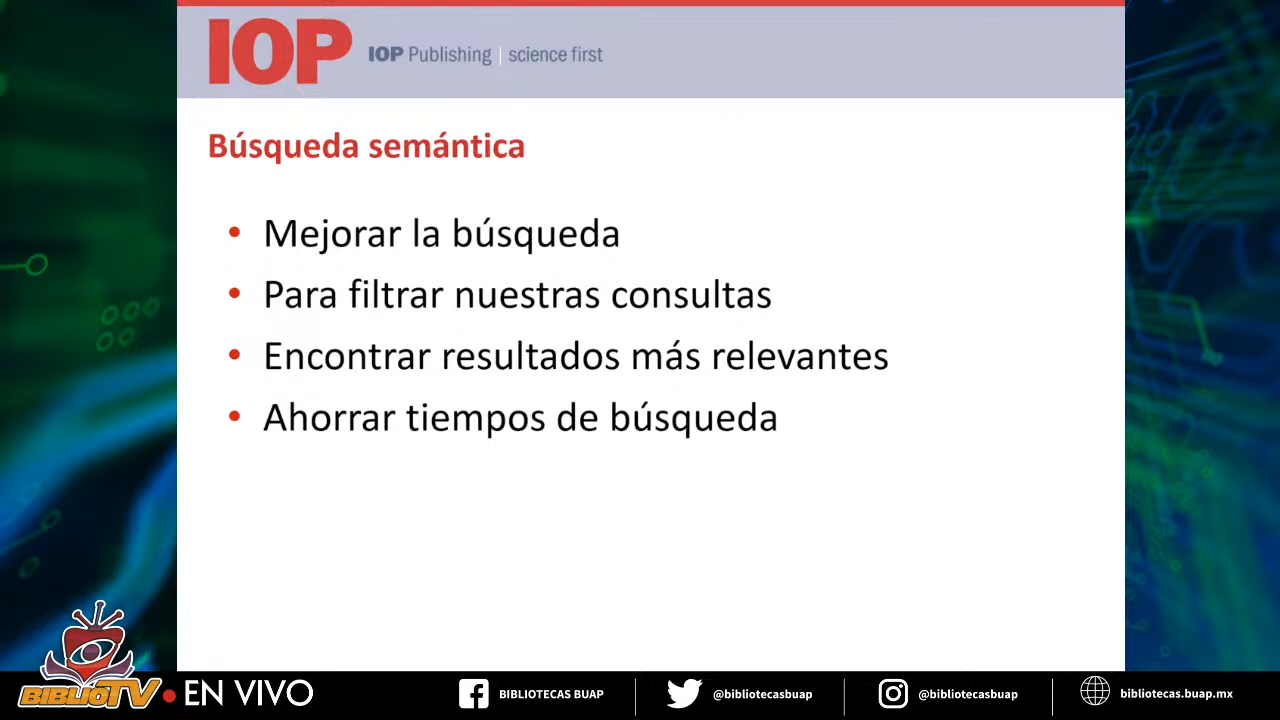 IOP
IOP Publishing | science first
Búsqueda semántica
• Mejorar la búsqueda
• Para filtrar nuestras consultas
• Encontrar resultados más relevantes
• Ahorrar tiempos de búsqueda
BIBLIOTV • EN VIVO
BIBLIOTECAS BUAP
@bibliotecasbuap
@bibliotecasbuap
bibliotecas.buap.mx